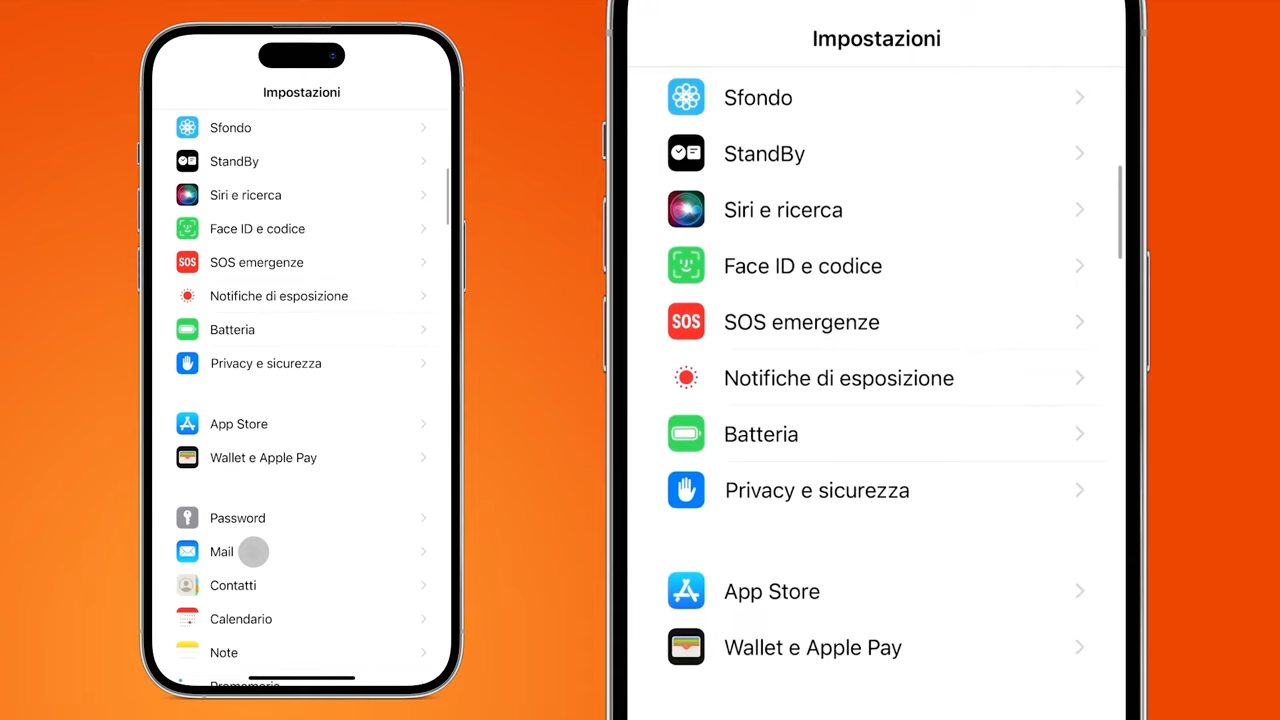 Impostazioni
Sfondo
StandBy
Siri e ricerca
Face ID e codice
SOS SOS emergenze
Notifiche di esposizione
Batteria
Privacy e sicurezza
App Store
Wallet e Apple Pay
Password
Mail
Contatti
Calendario
Note
Promemoria
Impostazioni
Sfondo
StandBy
Siri e ricerca
Face ID e codice
SOS SOS emergenze
Notifiche di esposizione
Batteria
Privacy e sicurezza
App Store
Wallet e Apple Pay